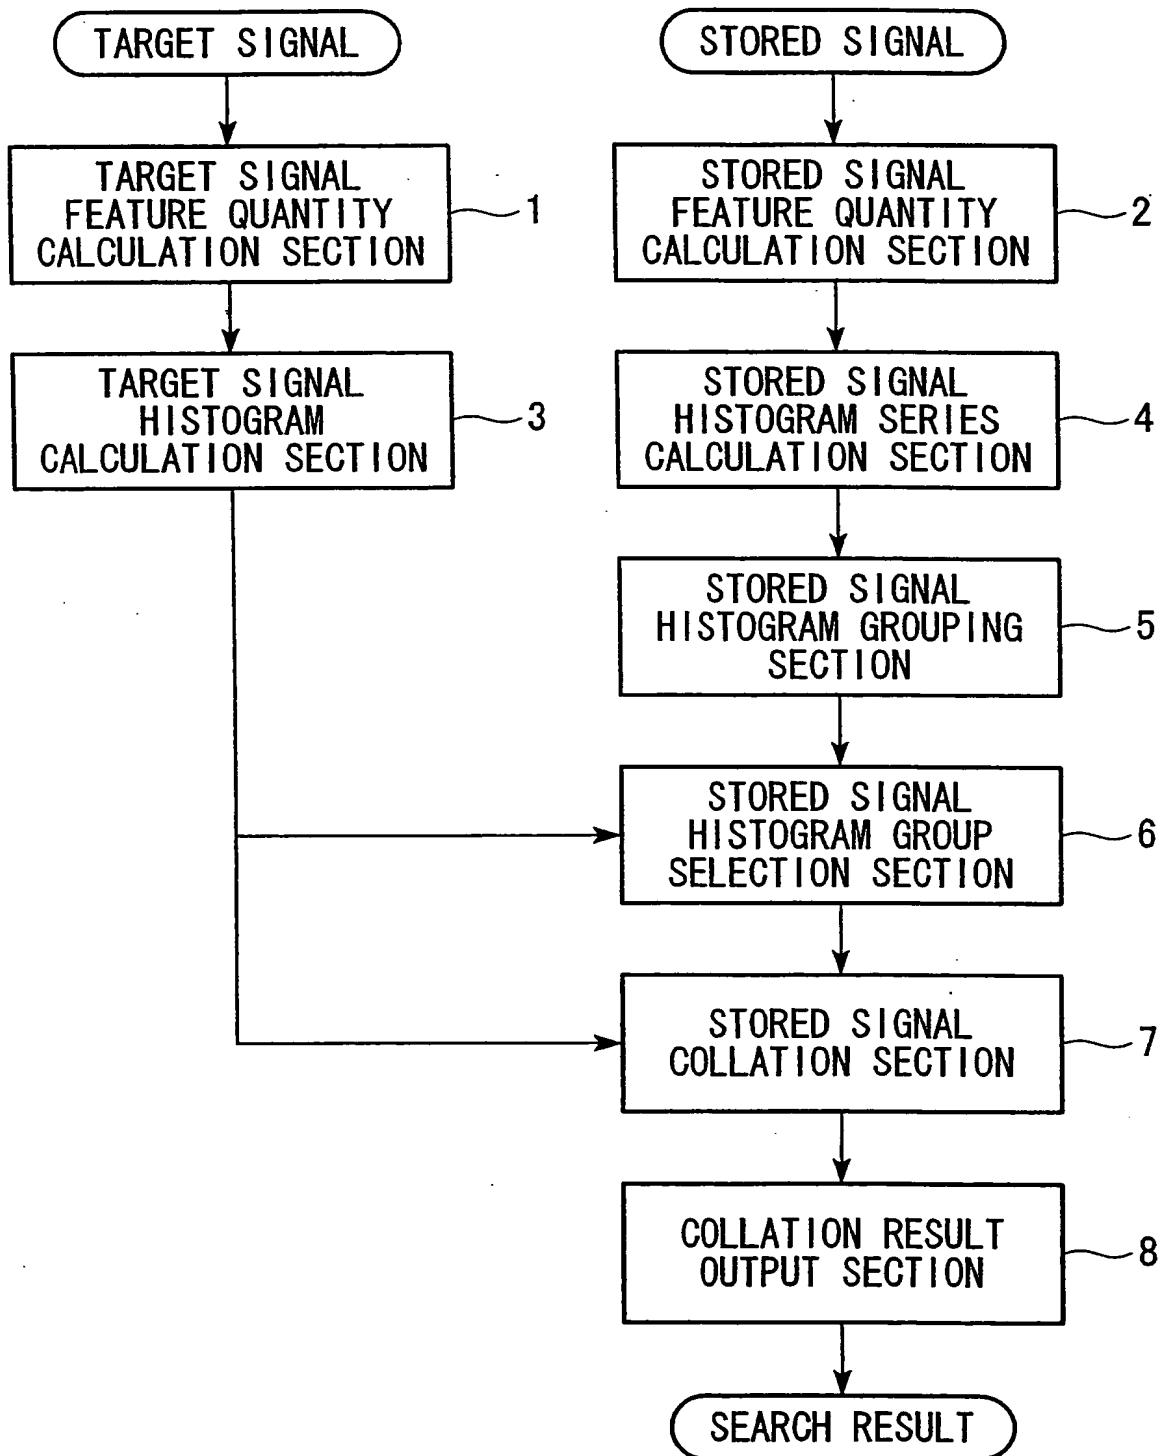 TARGET SIGNAL
STORED SIGNAL
TARGET SIGNAL
FEATURE QUANTITY
CALCULATION SECTION
1
STORED SIGNAL
FEATURE QUANTITY
CALCULATION SECTION
2
TARGET SIGNAL
HISTOGRAM
CALCULATION SECTION
3
STORED SIGNAL
HISTOGRAM SERIES
CALCULATION SECTION
4
STORED SIGNAL
HISTOGRAM GROUPING
SECTION
5
STORED SIGNAL
HISTOGRAM GROUP
SELECTION SECTION
6
STORED SIGNAL
COLLATION SECTION
7
COLLATION RESULT
OUTPUT SECTION
8
SEARCH RESULT